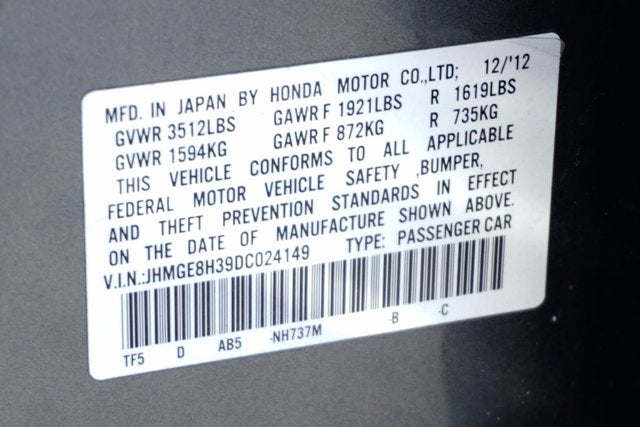 MFD. IN JAPAN BY HONDA MOTOR CO.,LTD; 12/'12
GVWR 3512LBS GAWR F 1921LBS R 1619LBS
GVWR 1594KG GAWR F 872KG R 735KG
THIS VEHICLE CONFORMS TO ALL APPLICABLE
FEDERAL MOTOR VEHICLE SAFETY ,BUMPER,
AND THEFT PREVENTION STANDARDS IN EFFECT
ON THE DATE OF MANUFACTURE SHOWN ABOVE.
V.I.N.:JHMGE8H39DC024149 TYPE: PASSENGER CAR
TF5 D AB5 -NH737M -B -C